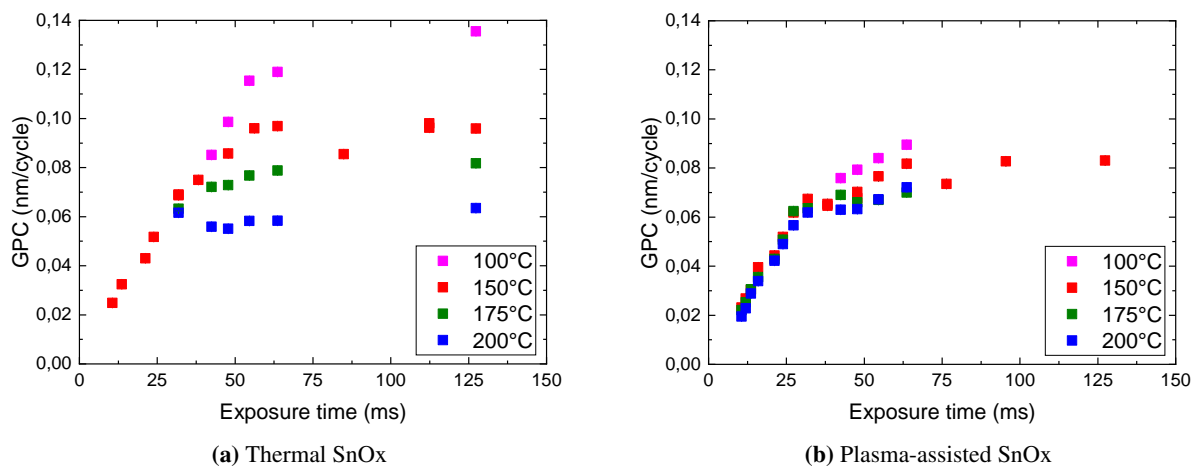 0,14
0,12
0,10
0,08
0,06
0,04
0,02
0,00
GPC (nm/cycle)
0 25 50 75 100 125 150
Exposure time (ms)
100°C
150°C
175°C
200°C
(a) Thermal SnOx
0,14
0,12
0,10
0,08
0,06
0,04
0,02
0,00
GPC (nm/cycle)
0 25 50 75 100 125 150
Exposure time (ms)
100°C
150°C
175°C
200°C
(b) Plasma-assisted SnOx